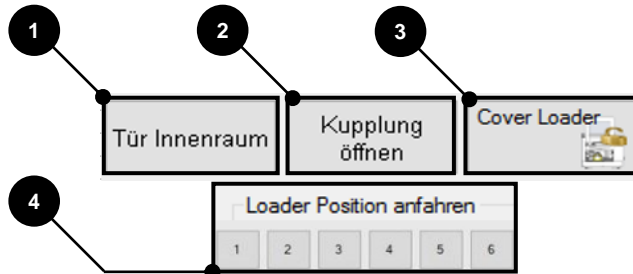 1
2
3
Tür Innenraum
Kupplung
öffnen
Cover Loader
4
Loader Position anfahren
1 2 3 4 5 6